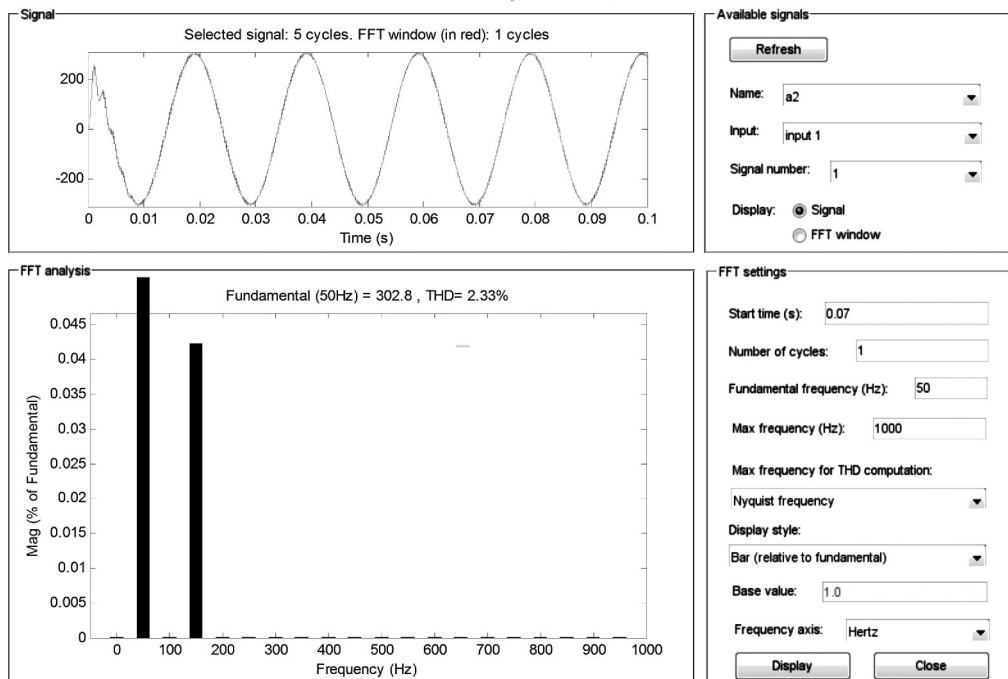 Signal
Selected signal: 5 cycles. FFT window (in red): 1 cycles
200
0
-200
0 0.01 0.02 0.03 0.04 0.05 0.06 0.07 0.08 0.09 0.1
Time (s)
Available signals
Refresh
Name: a2
Input: input 1
Signal number: 1
Display: Signal
FFT window
FFT analysis
Fundamental (50Hz) = 302.8 , THD= 2.33%
0.045
0.04
0.035
0.03
0.025
0.02
0.015
0.01
0.005
0
Mag (% of Fundamental)
0 100 200 300 400 500 600 700 800 900 1000
Frequency (Hz)
FFT settings
Start time (s): 0.07
Number of cycles: 1
Fundamental frequency (Hz): 50
Max frequency (Hz): 1000
Max frequency for THD computation:
Nyquist frequency
Display style:
Bar (relative to fundamental)
Base value: 1.0
Frequency axis: Hertz
Display Close